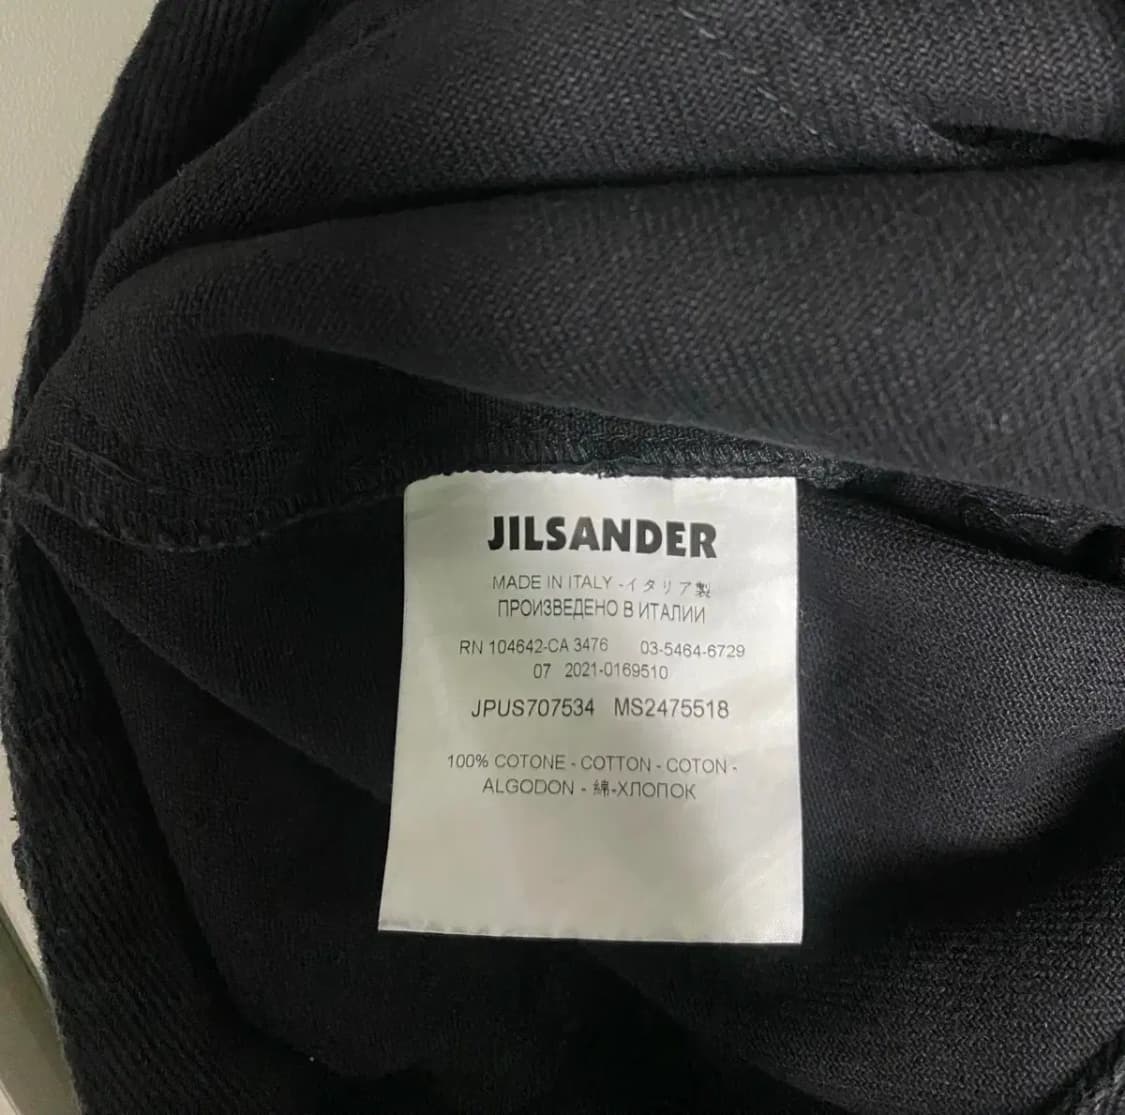 JILSANDER
MADE IN ITALY - イタリア製
ПРОИЗВЕДЕНО В ИТАЛИИ
RN 104642-CA 3476 03-5464-6729
07 2021-0169510
JPUS707534 MS2475518
100% COTONE - COTTON - COTON -
ALGODON - 綿-ХЛОПОК